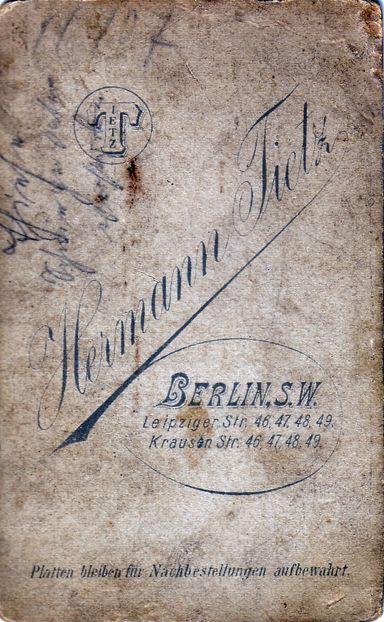 TIETZ
Hermann Tietz
BERLIN, S.W.
Leipziger Str. 46, 47, 48, 49.
Krausen Str. 46, 47, 48, 49.
Platten bleiben für Nachbestellungen aufbewahrt.